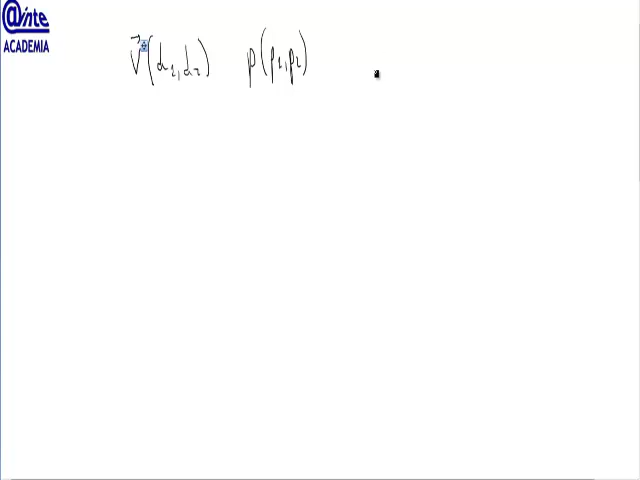 @inte
ACADEMIA
v⃗(d₁,d₂) p(p₁,p₂)